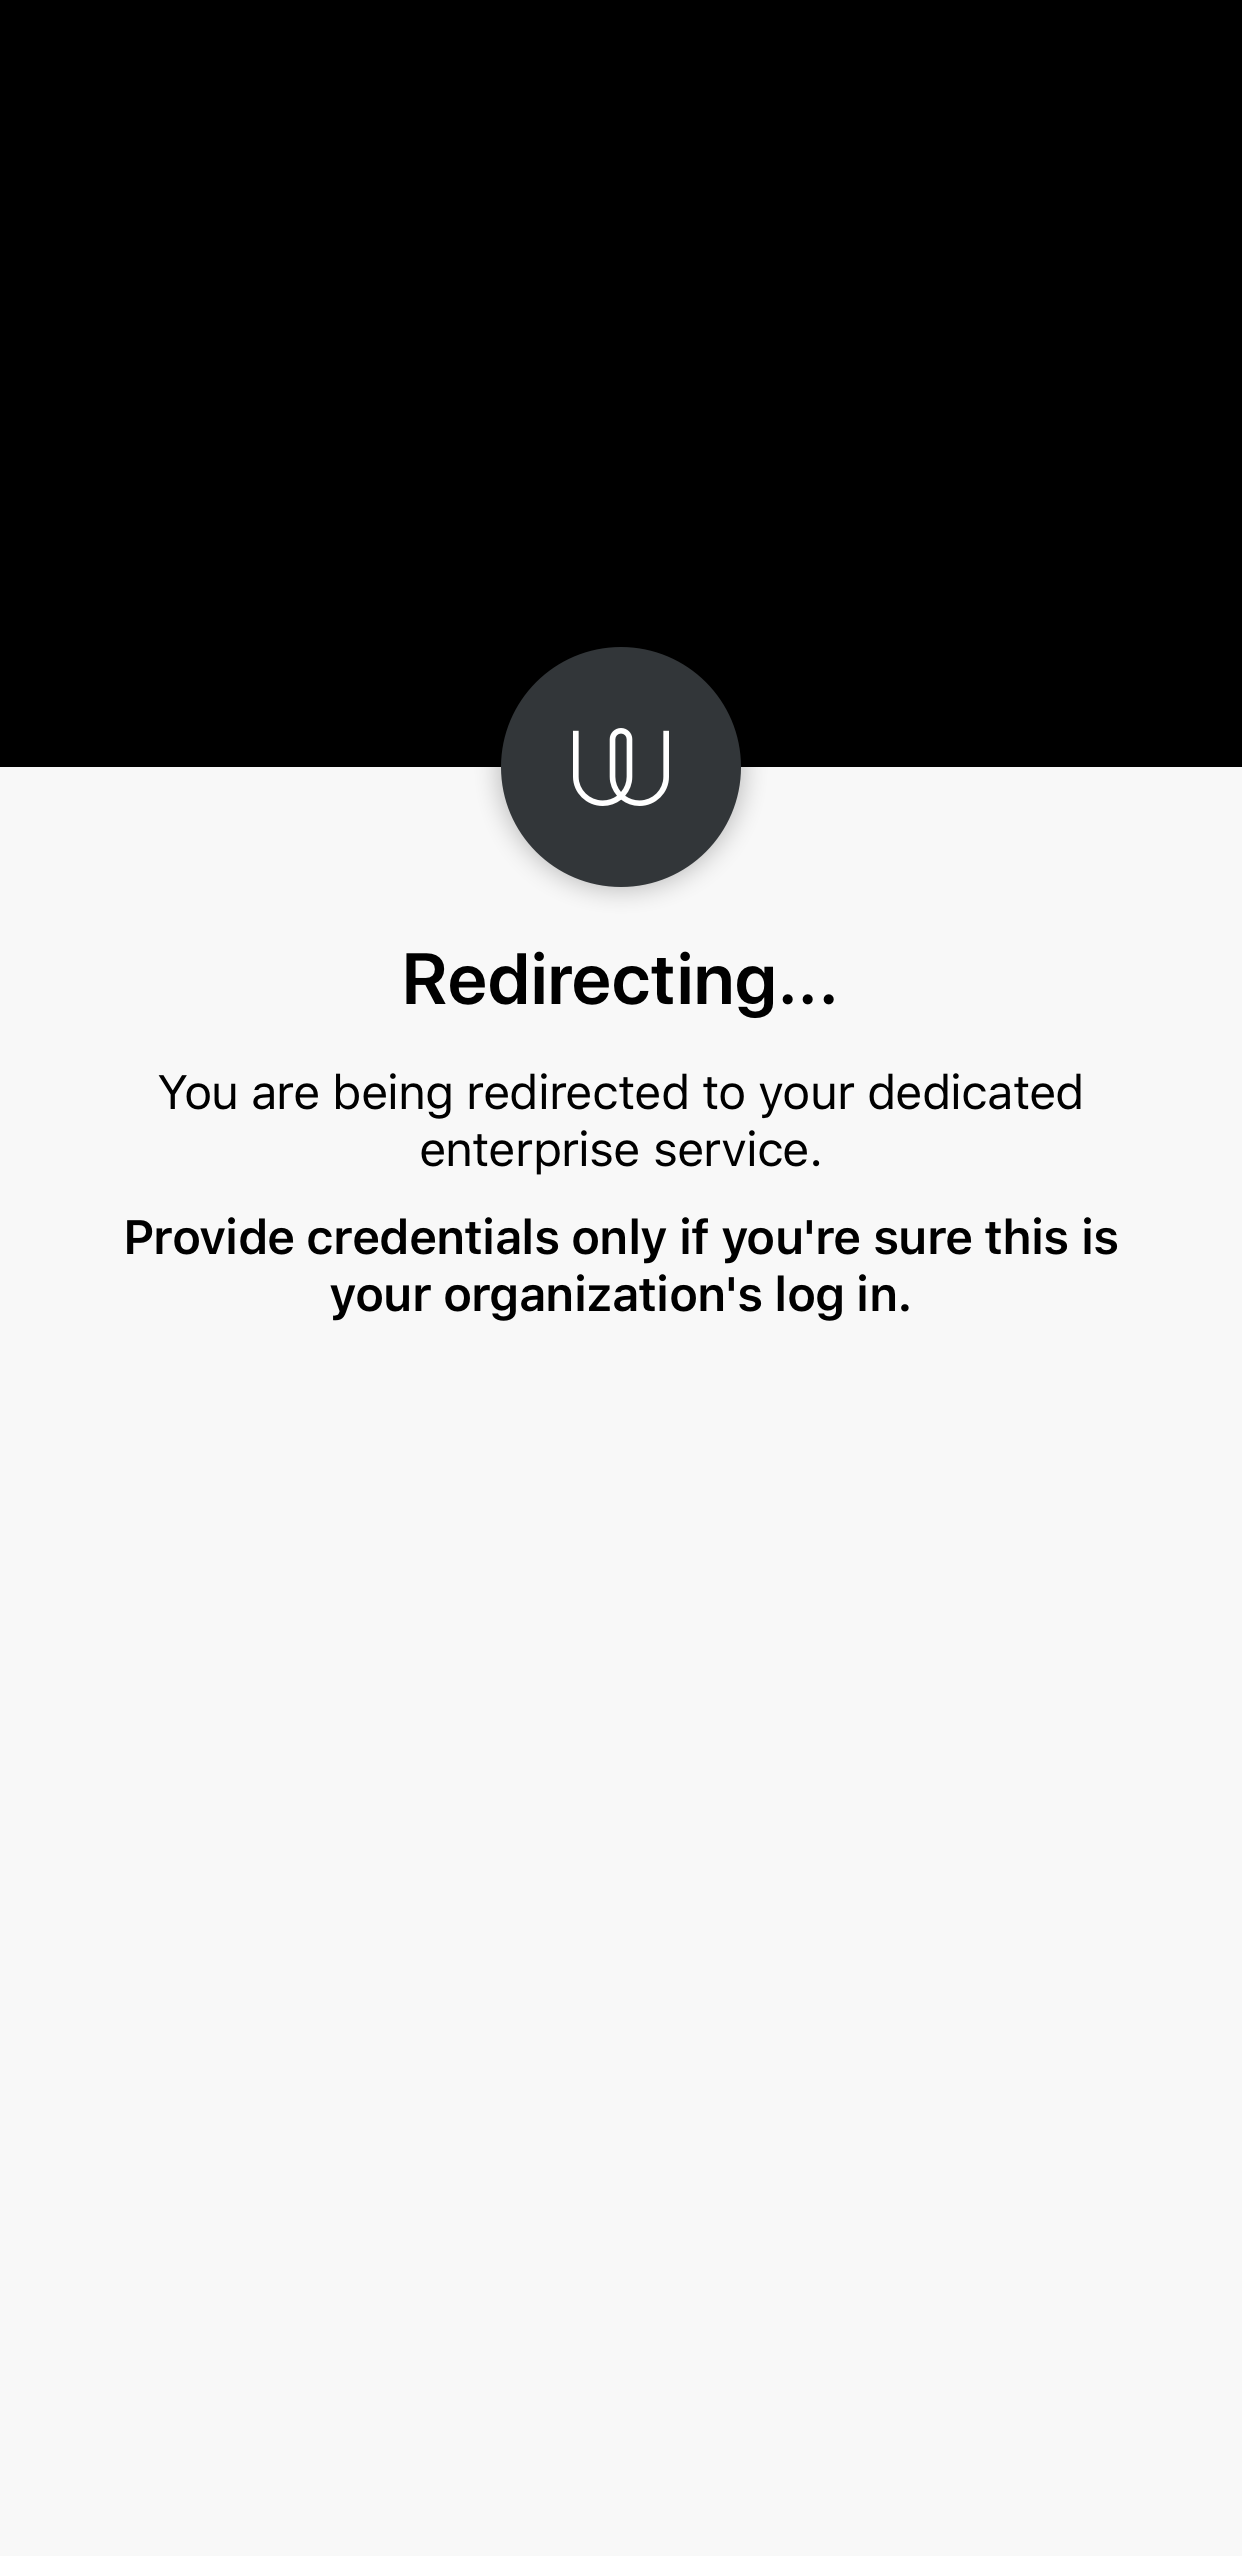 Redirecting...
You are being redirected to your dedicated
enterprise service.
Provide credentials only if you're sure this is
your organization's log in.